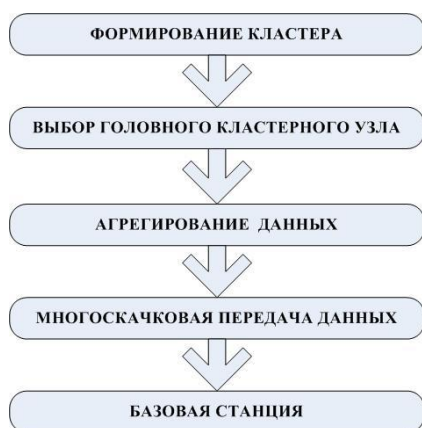 ФОРМИРОВАНИЕ КЛАСТЕРА
ВЫБОР ГОЛОВНОГО КЛАСТЕРНОГО УЗЛА
АГРЕГИРОВАНИЕ ДАННЫХ
МНОГОСКАЧКОВАЯ ПЕРЕДАЧА ДАННЫХ
БАЗОВАЯ СТАНЦИЯ